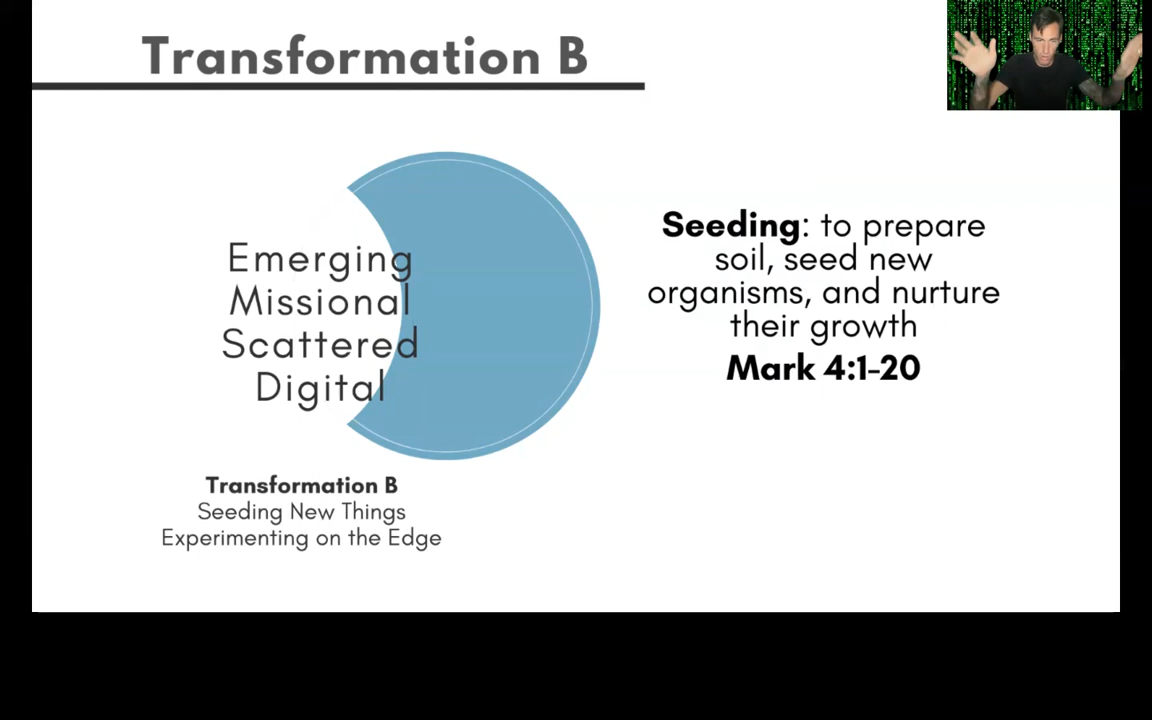 Transformation B
Emerging
Missional
Scattered
Digital
Seeding: to prepare
soil, seed new
organisms, and nurture
their growth
Mark 4:1-20
Transformation B
Seeding New Things
Experimenting on the Edge